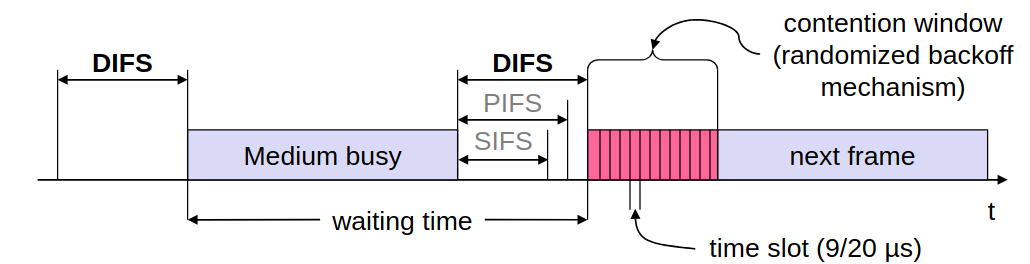 contention window
(randomized backoff
mechanism)
DIFS
DIFS
PIFS
SIFS
Medium busy
next frame
waiting time
t
time slot (9/20 µs)